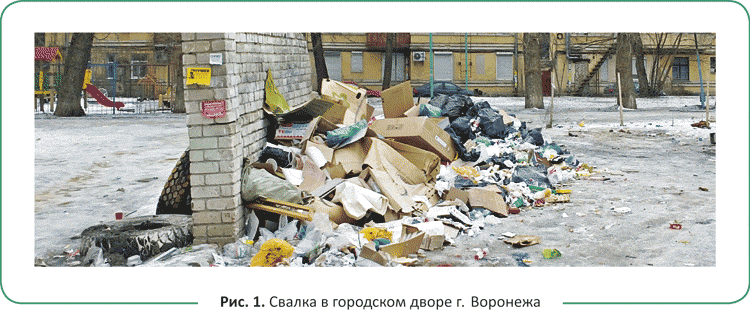 Рис. 1. Свалка в городском дворе г. Воронежа